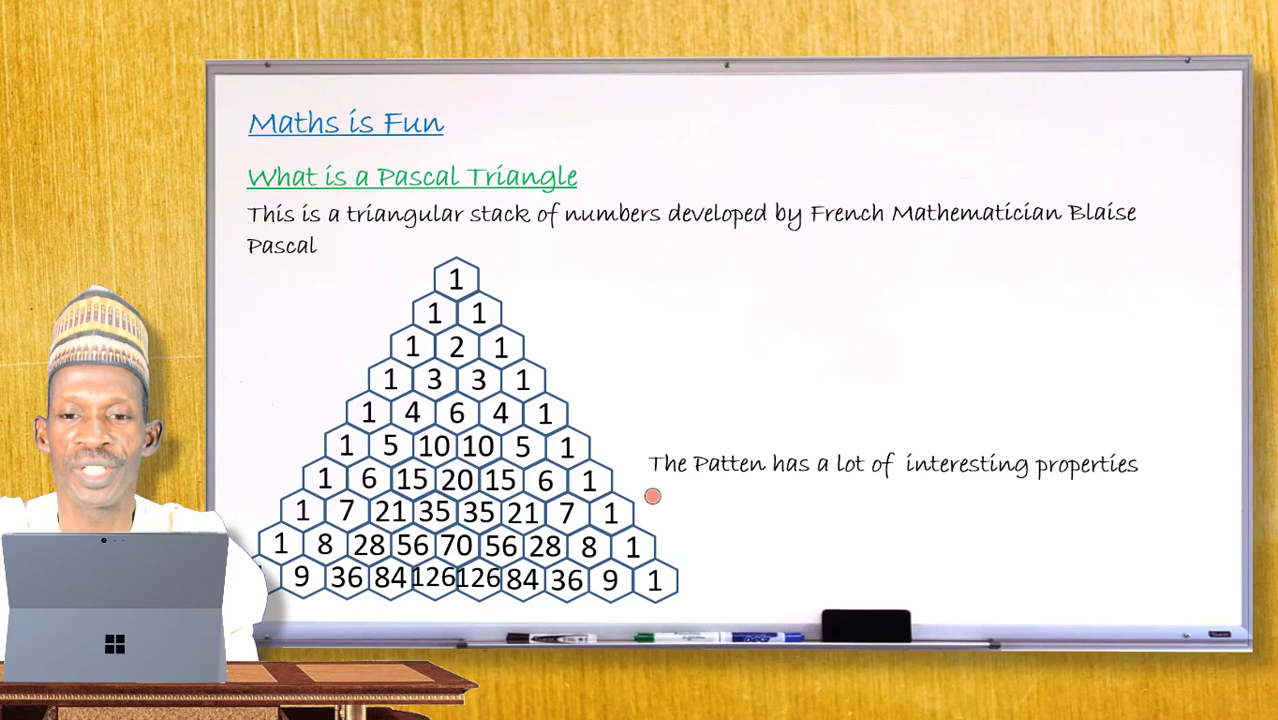 Maths is Fun
What is a Pascal Triangle
This is a triangular stack of numbers developed by French Mathematician Blaise
Pascal
1
1 1
1 2 1
1 3 3 1
1 4 6 4 1
1 5 10 10 5 1
1 6 15 20 15 6 1
1 7 21 35 35 21 7 1
1 8 28 56 70 56 28 8 1
9 36 84 126 126 84 36 9 1
The Patten has a lot of interesting properties